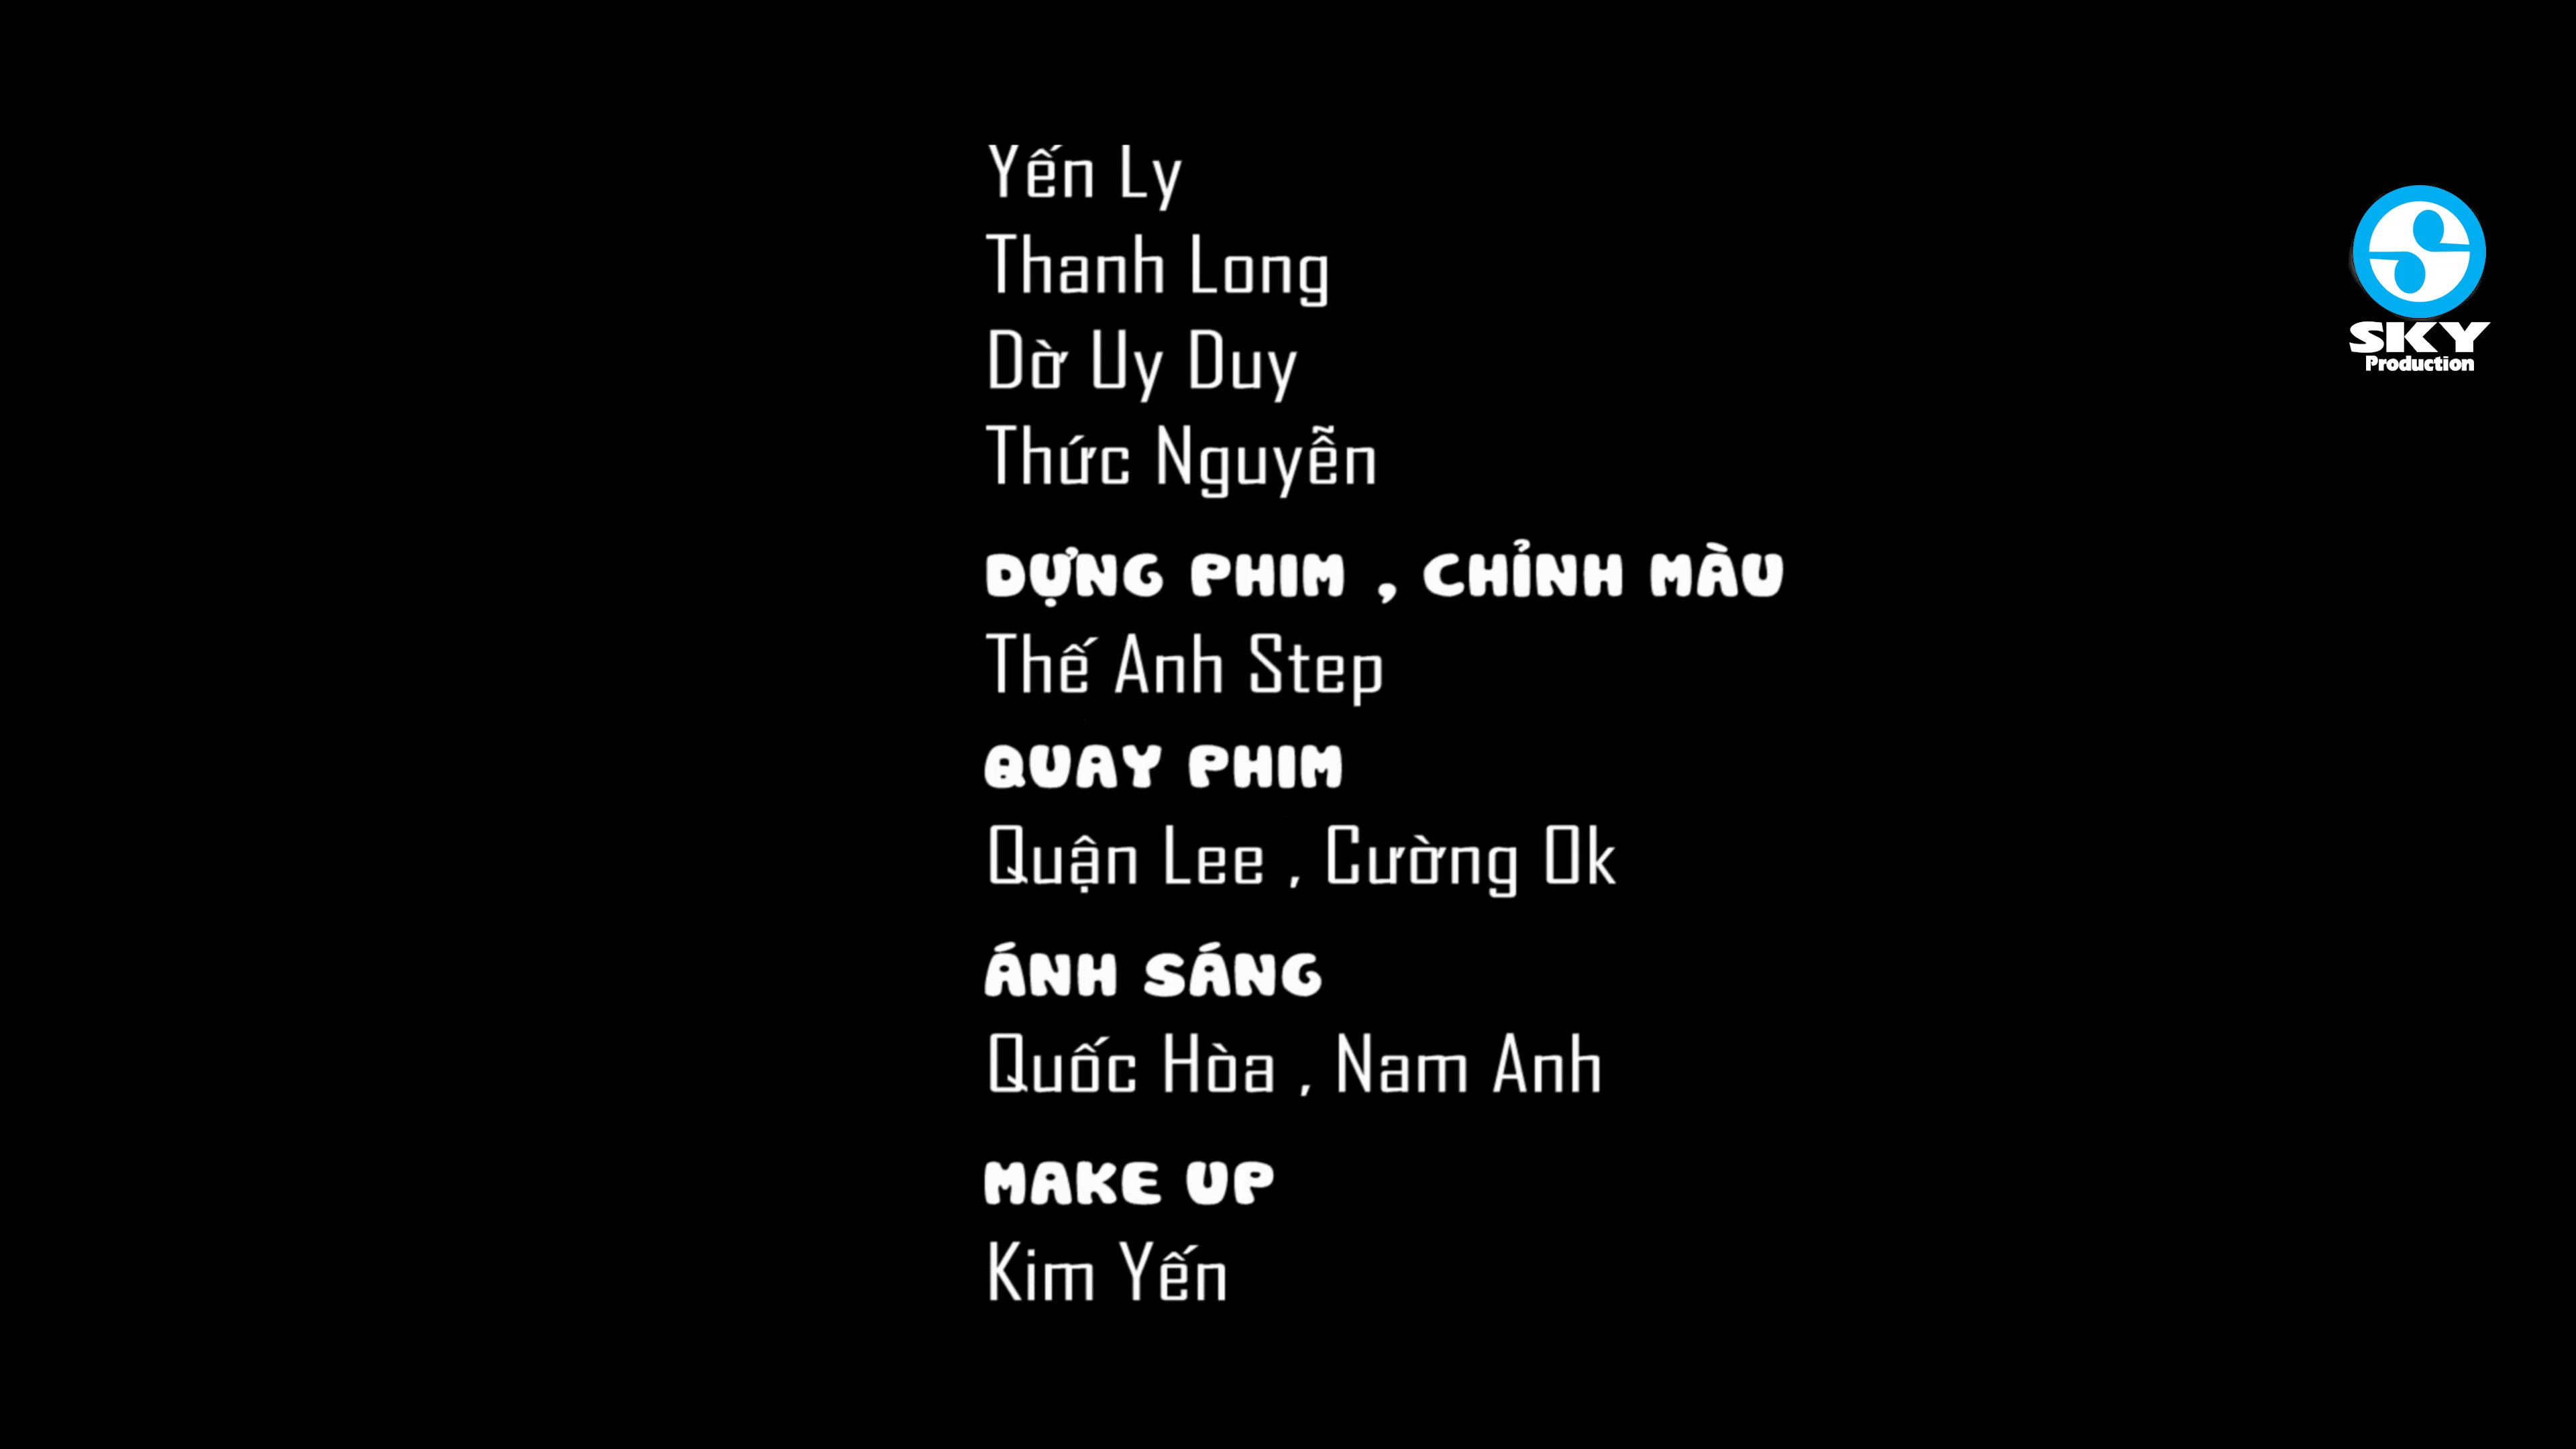 Yến Ly
Thanh Long
Dờ Uy Duy
Thức Nguyễn
DỰNG PHIM , CHỈNH MÀU
Thế Anh Step
QUAY PHIM
Quận Lee , Cường Ok
ÁNH SÁNG
Quốc Hòa , Nam Anh
MAKE UP
Kim Yến
SKY
Production